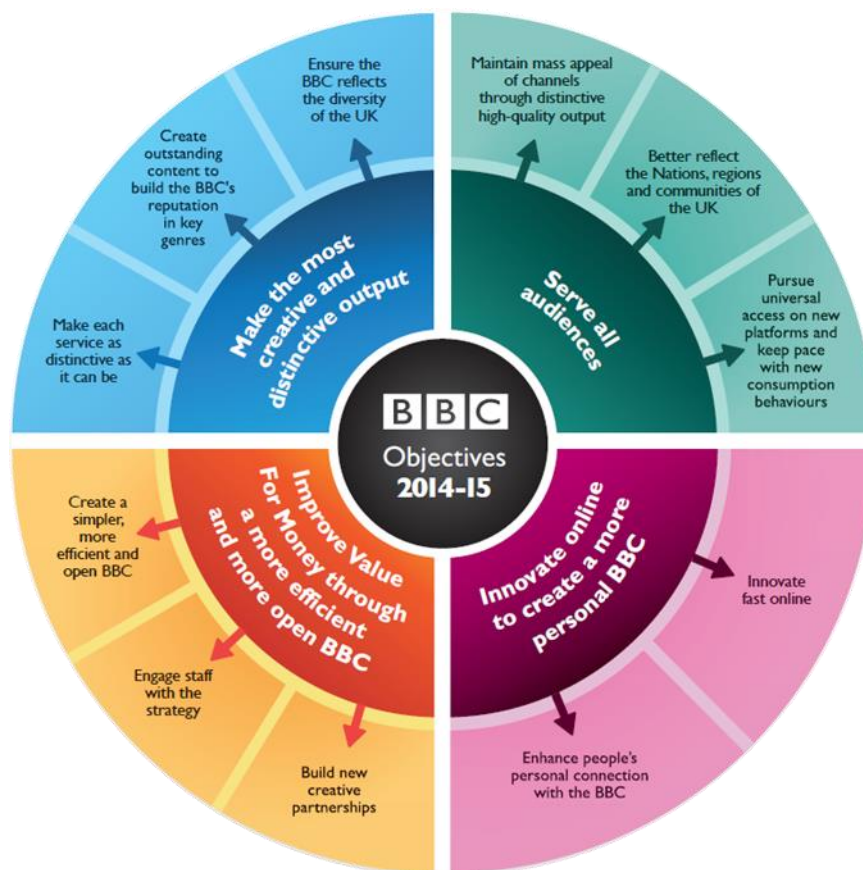 Ensure the
BBC reflects
the diversity
of the UK
Create
outstanding
content to
build the BBC's
reputation
in key
genres
Make each
service as
distinctive as
it can be
Make the most
creative and
distinctive output
Maintain mass appeal
of channels
through distinctive
high-quality output
Better reflect
the Nations, regions
and communities of
the UK
Pursue
universal
access on new
platforms and
keep pace
with new
consumption
behaviours
Serve all
audiences
BBC
Objectives
2014-15
Create a
simpler,
more
efficient and
open BBC
Engage staff
with the
strategy
Build new
creative
partnerships
Improve Value
For Money through
a more efficient
and more open BBC
Innovate online
to create a more
personal BBC
Innovate
fast online
Enhance people's
personal connection
with the BBC